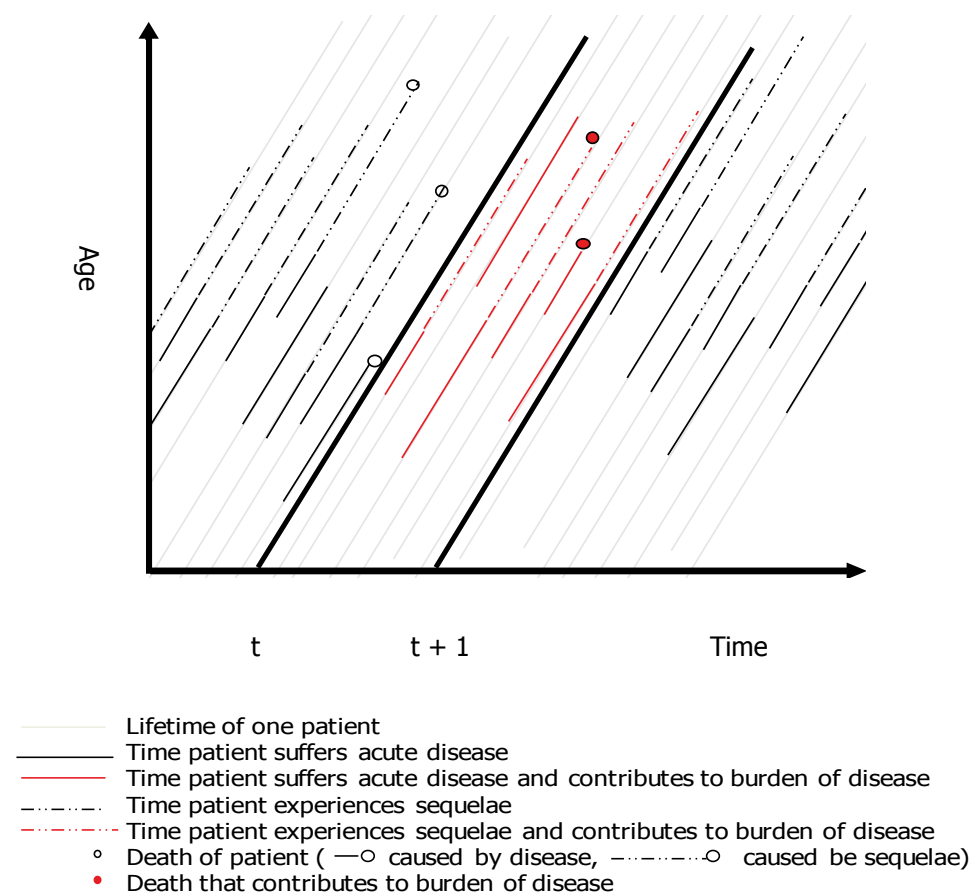 Age
t
t + 1
Time
Lifetime of one patient
Time patient suffers acute disease
Time patient suffers acute disease and contributes to burden of disease
Time patient experiences sequelae
Time patient experiences sequelae and contributes to burden of disease
Death of patient ( caused by disease, caused be sequelae)
Death that contributes to burden of disease